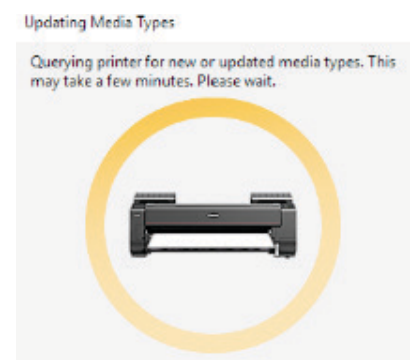 Updating Media Types
Querying printer for new or updated media types. This
may take a few minutes. Please wait.